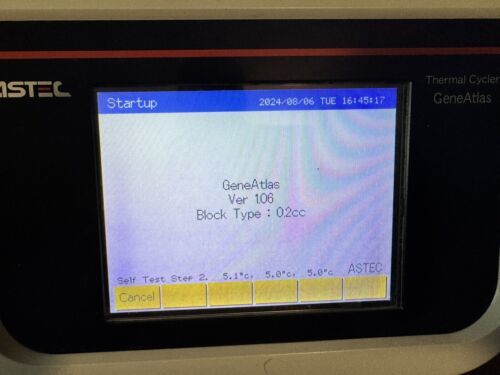 ASTEC
Thermal Cycler
GeneAtlas
Startup 2024/08/06 TUE 16:45:17
GeneAtlas
Ver 1.06
Block Type : 0.2cc
Self Test Step 2. 5.1°c, 5.0°c, 5.0°c ASTEC
Cancel